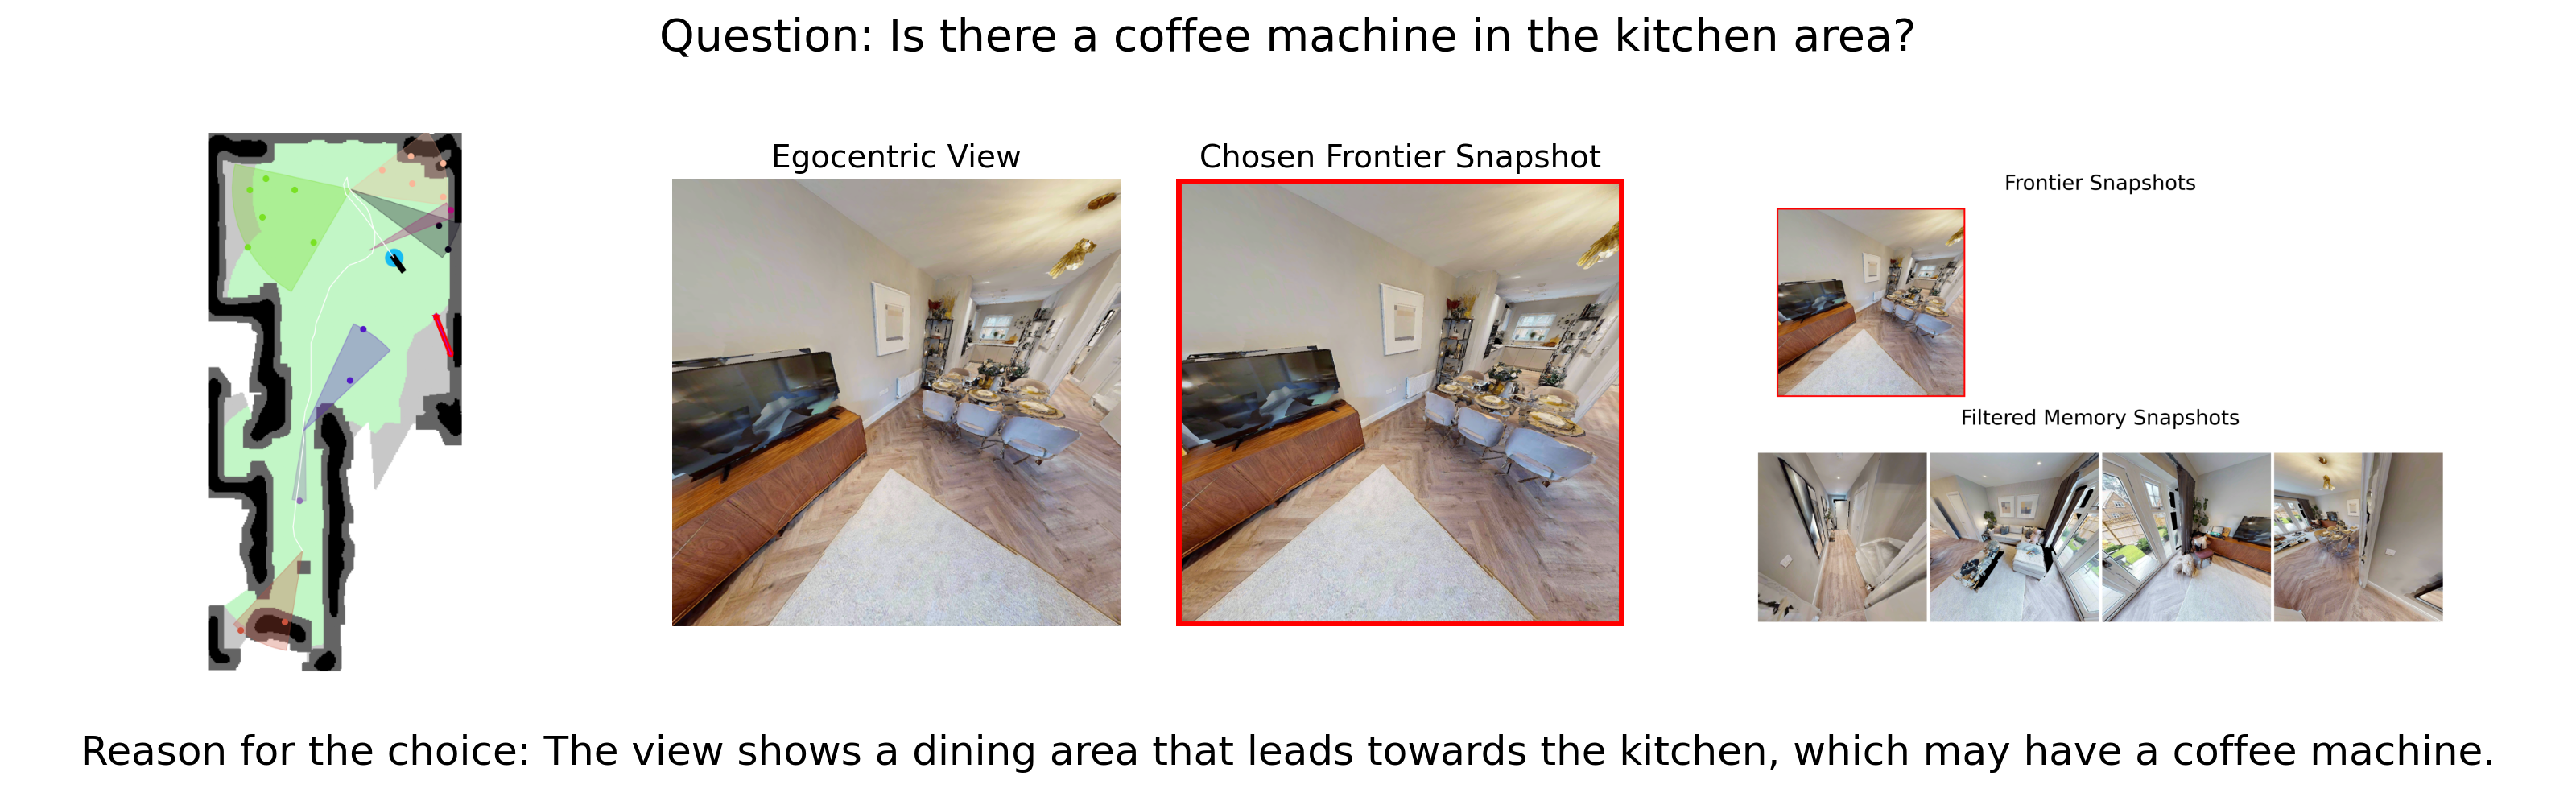 Question: Is there a coffee machine in the kitchen area?
Egocentric View
Chosen Frontier Snapshot
Frontier Snapshots
Filtered Memory Snapshots
Reason for the choice: The view shows a dining area that leads towards the kitchen, which may have a coffee machine.